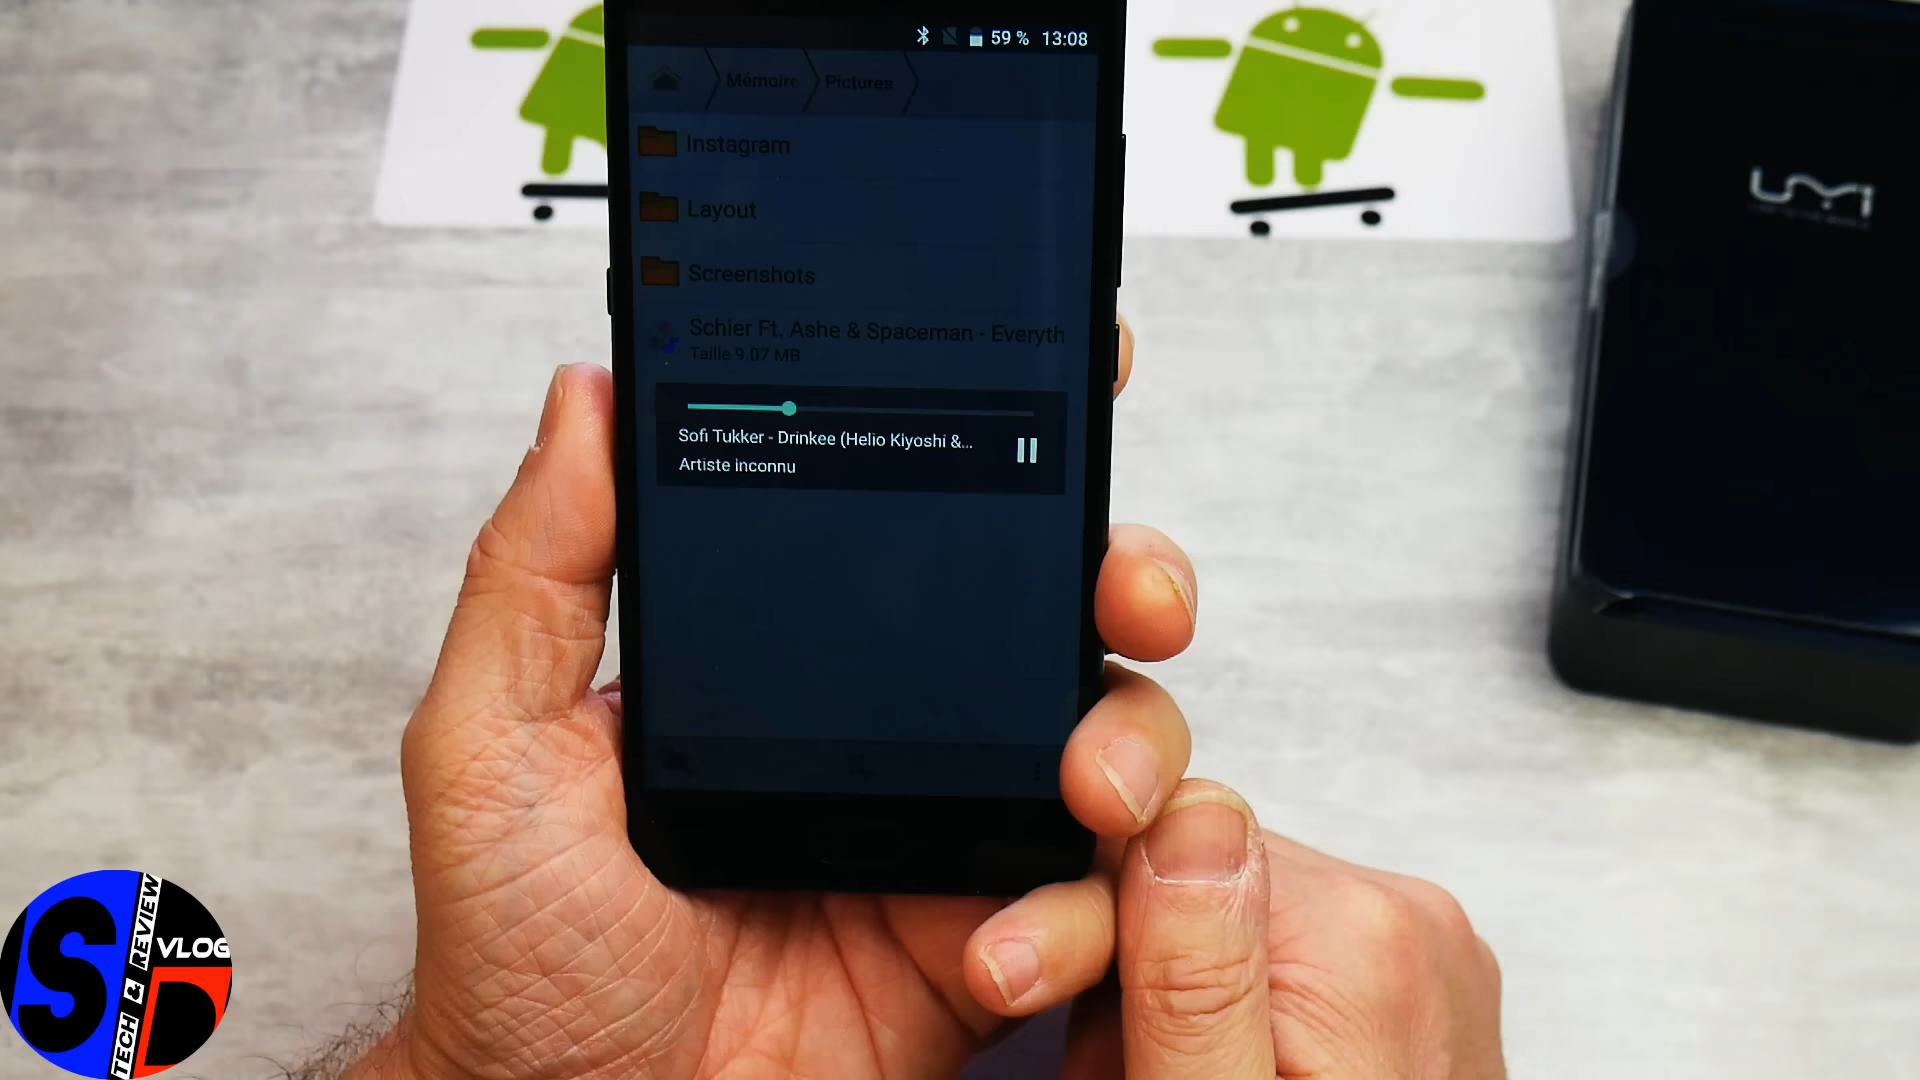 59 % 13:08
Mémoire Pictures
Instagram
Layout
Screenshots
Schier Ft. Ashe & Spaceman - Everyth
Taille 9.07 MB
Sofi Tukker - Drinkee (Helio Kiyoshi &...
Artiste inconnu
UMi
SD
TECH & REVIEW
VLOG